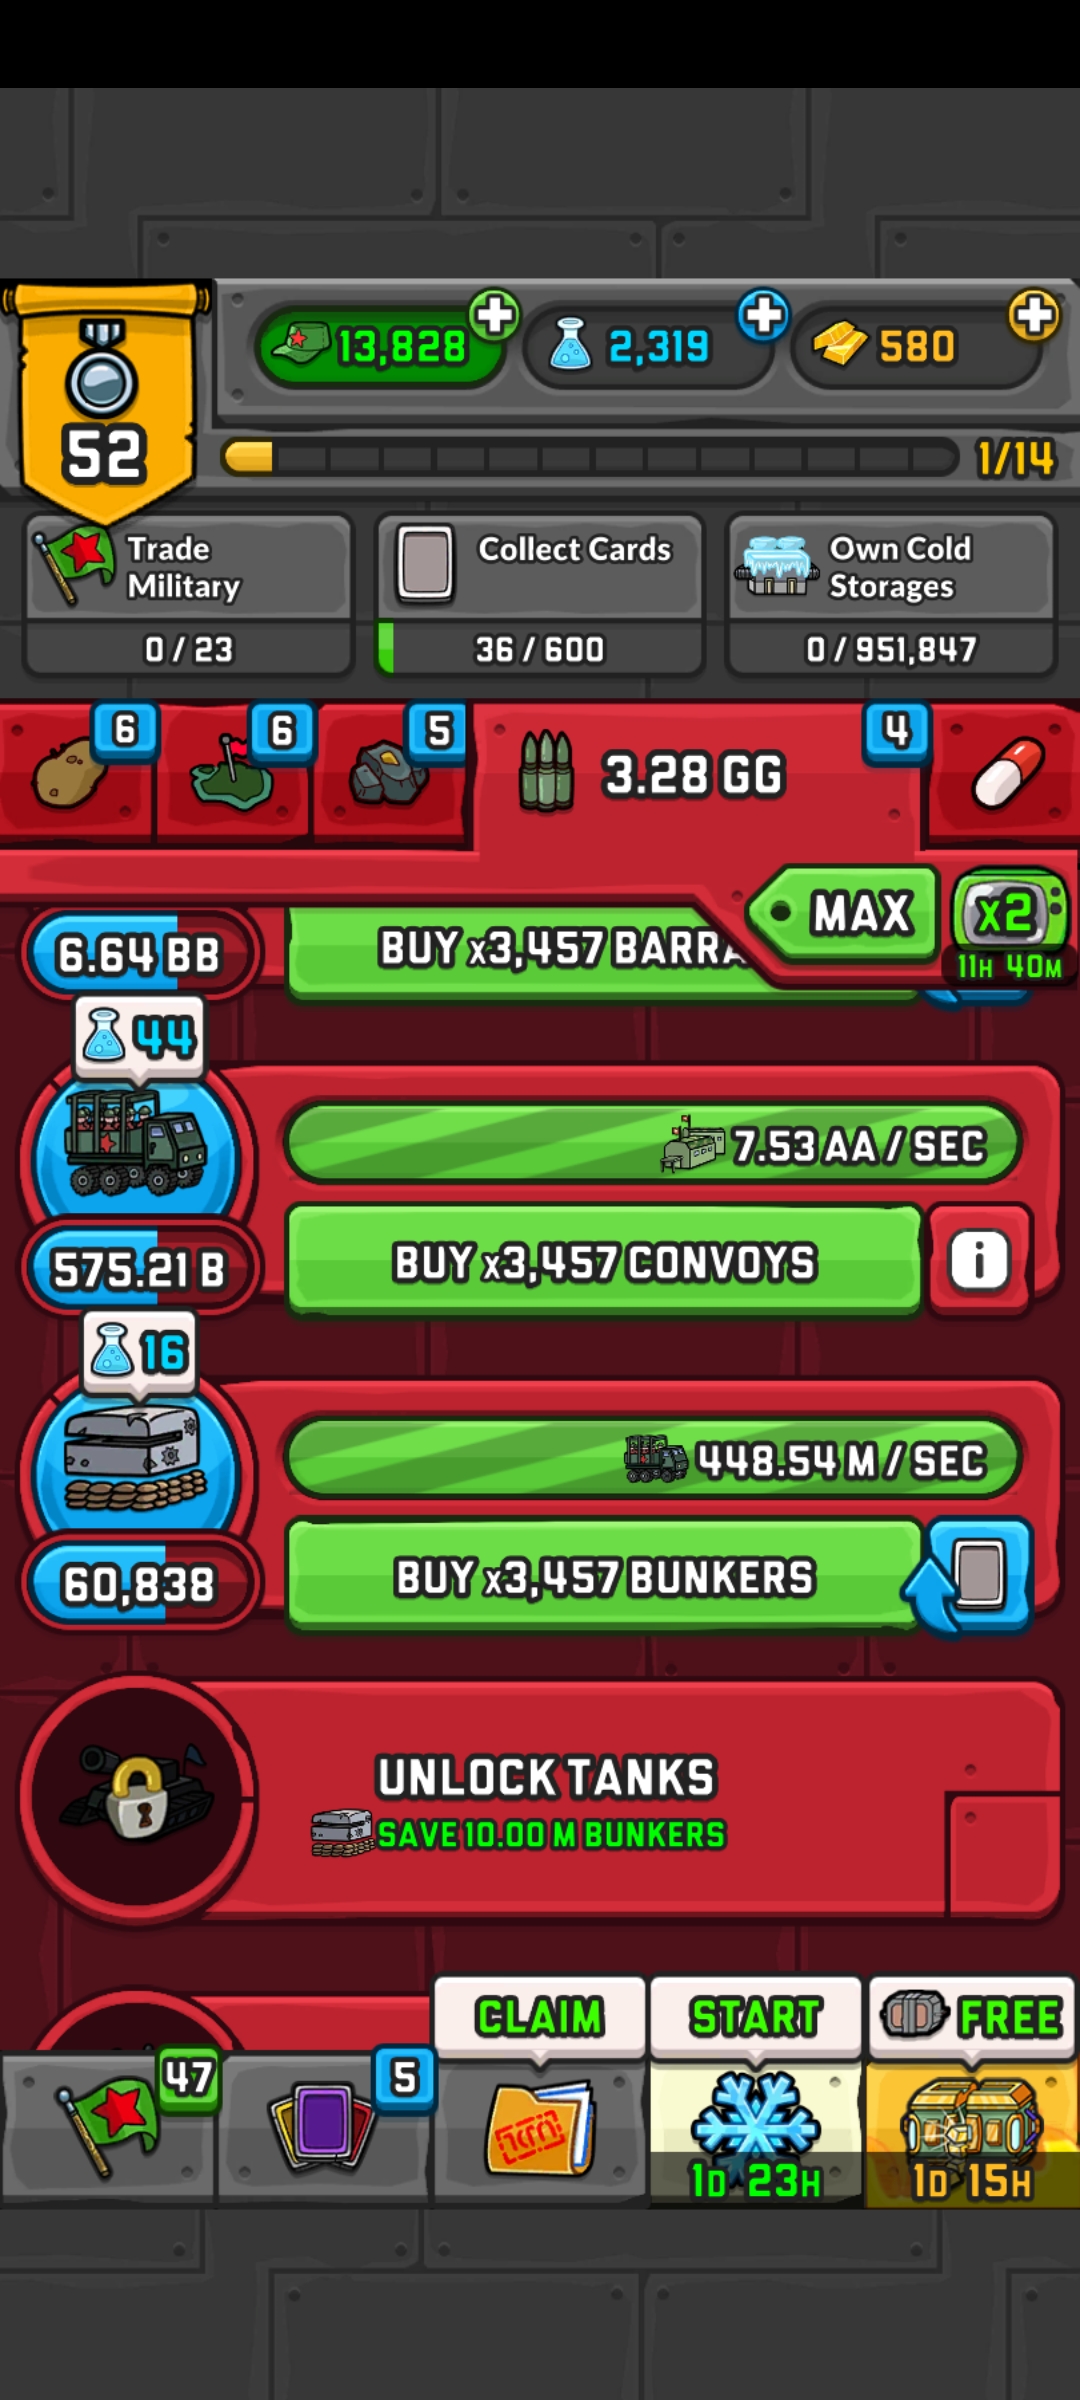 13,828
2,319
580
52
1/14
Trade
Military
Collect Cards
Own Cold
Storages
0 / 23
36 / 600
0 / 951,847
6
6
5
3.28 GG
4
MAX
x2
11H 40M
6.64 BB
BUY x3,457 BARRA
44
7.53 AA / SEC
575.21 B
BUY x3,457 CONVOYS
i
16
448.54 M / SEC
60,838
BUY x3,457 BUNKERS
UNLOCK TANKS
SAVE 10.00 M BUNKERS
CLAIM
START
FREE
47
5
1D 23H
1D 15H